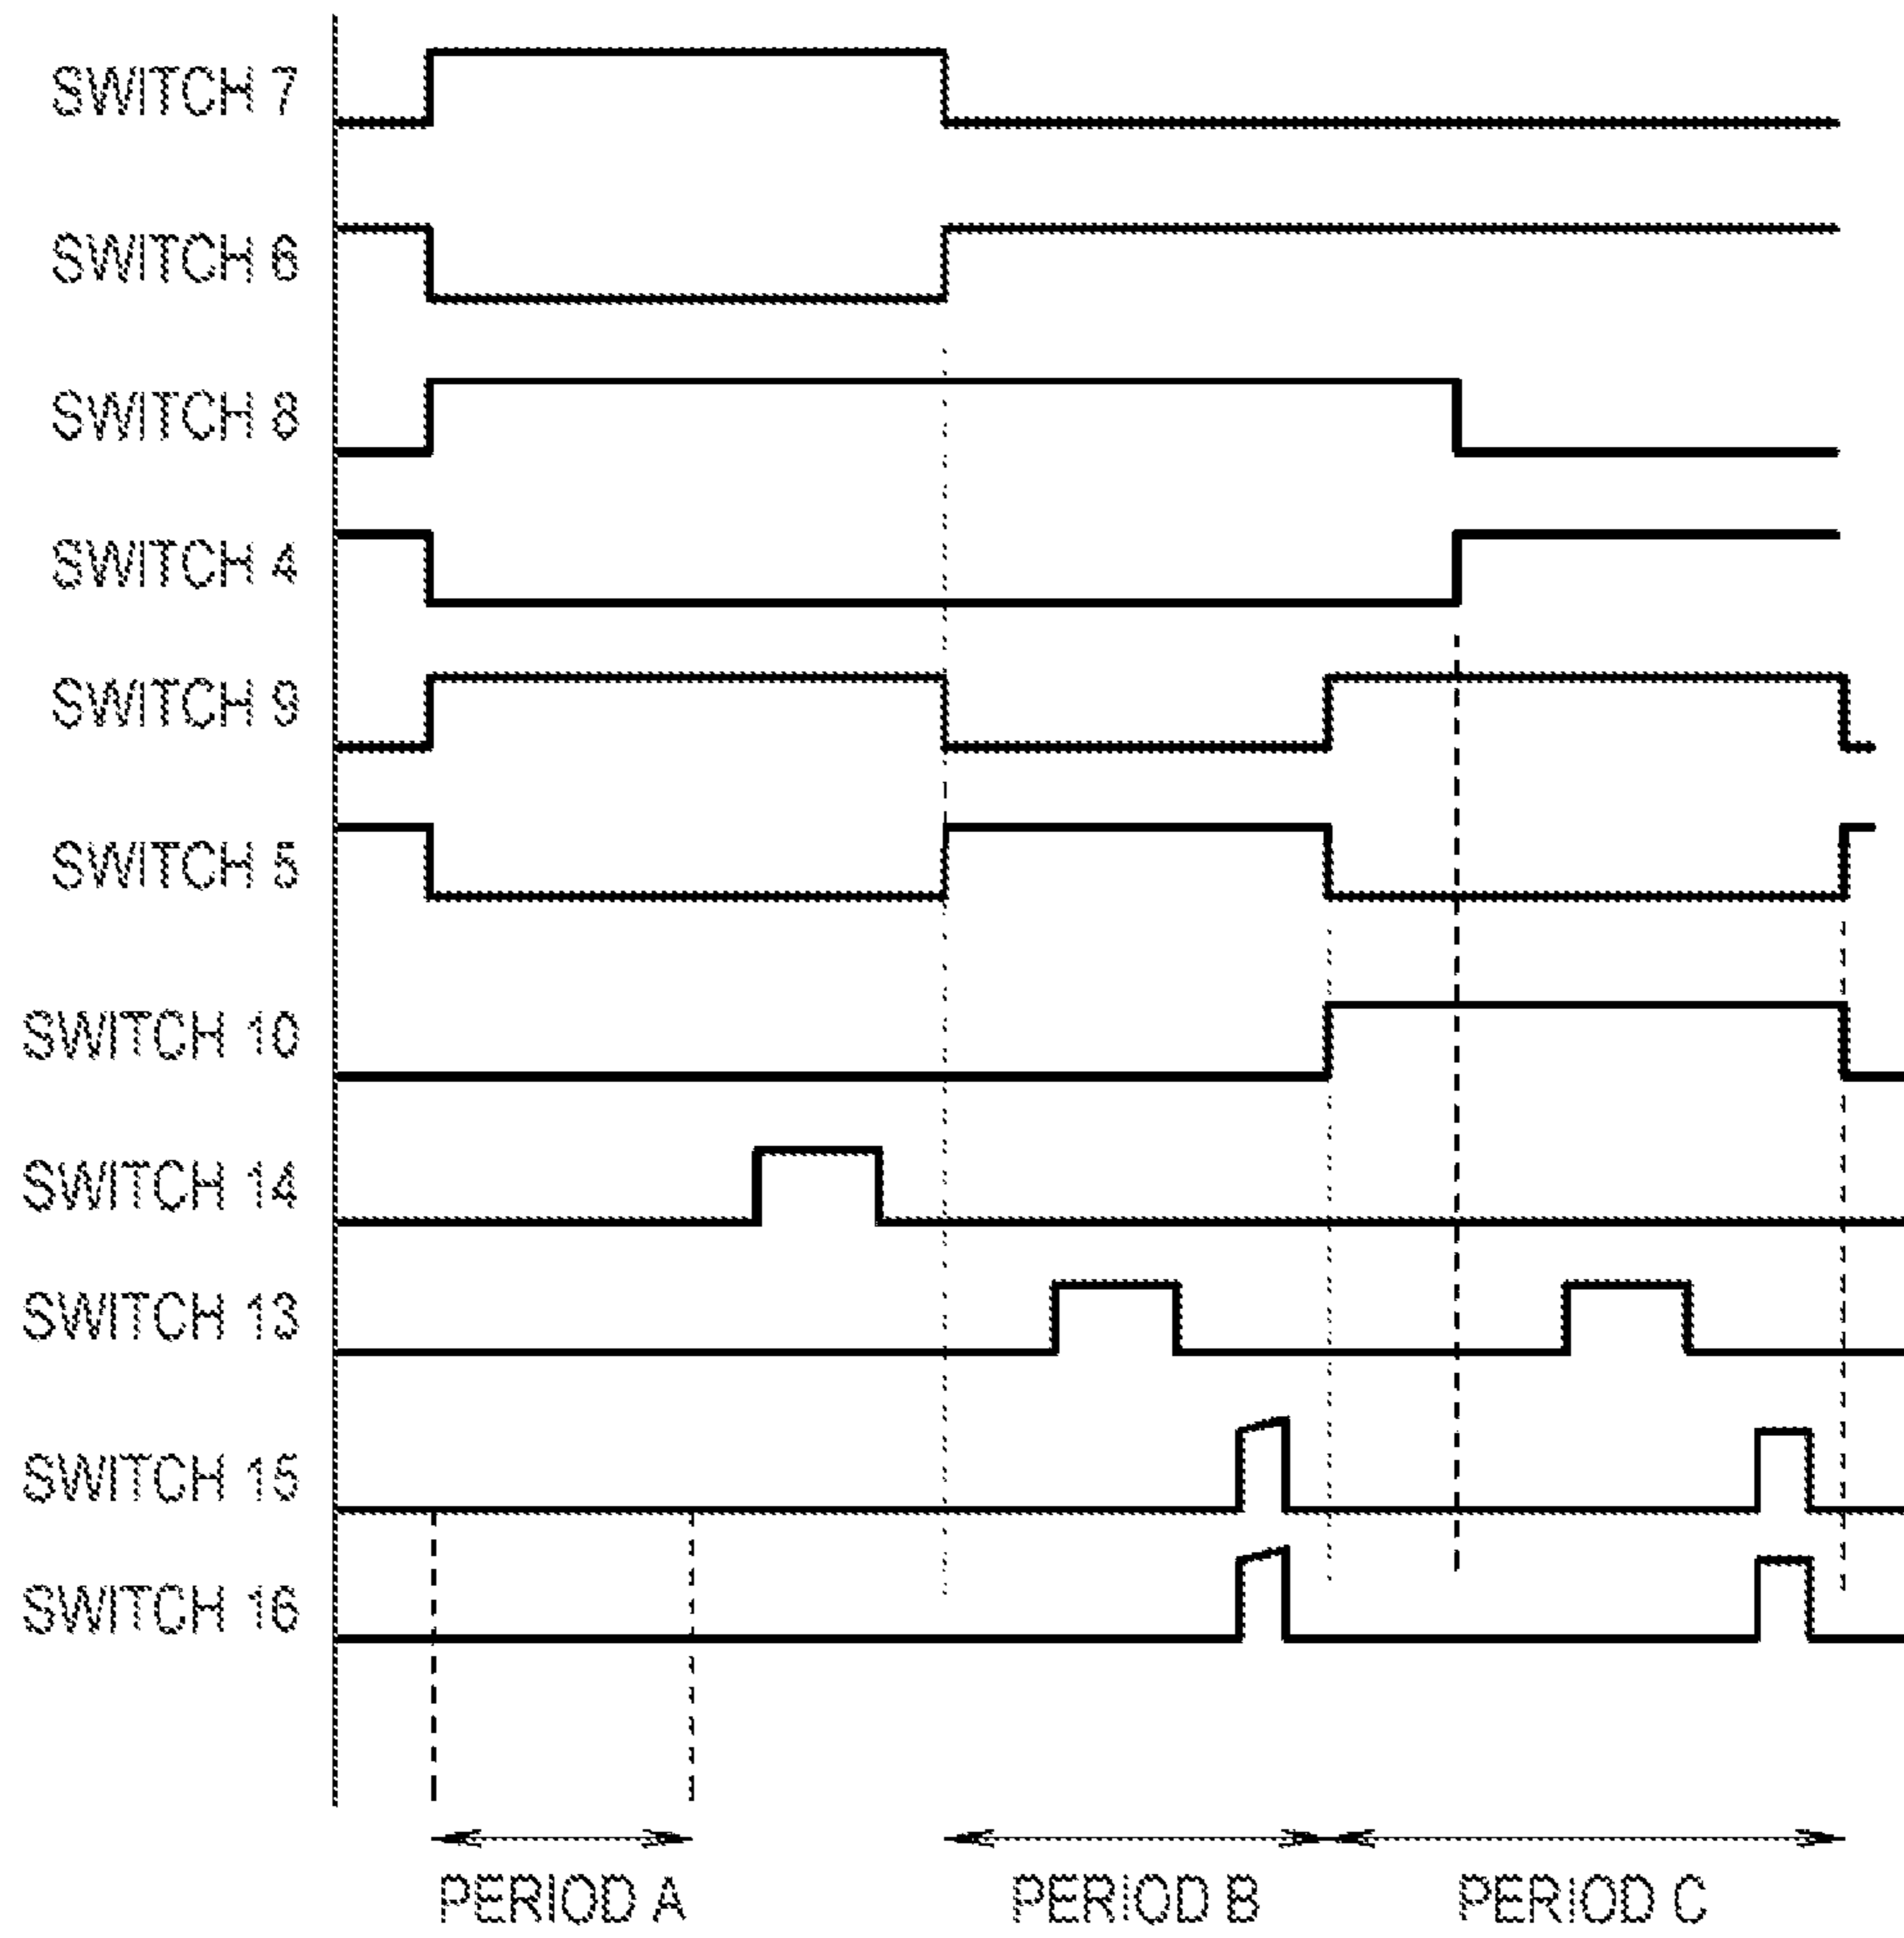 SWITCH 7
SWITCH 6
SWITCH 8
SWITCH 4
SWITCH 9
SWITCH 5
SWITCH 10
SWITCH 14
SWITCH 13
SWITCH 15
SWITCH 16
PERIOD A PERIOD B PERIOD C